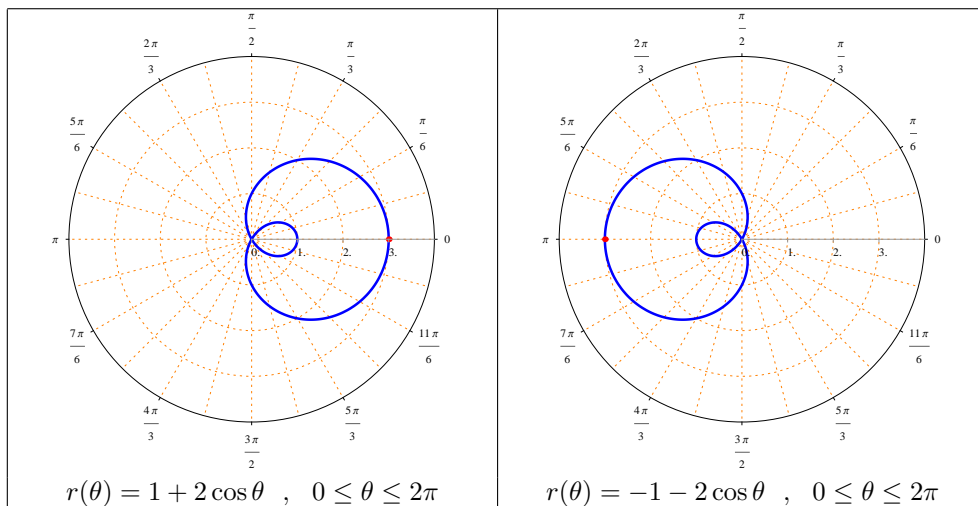 π/2
2π/3
π/3
5π/6
π/6
π
0. 1. 2. 3.
0
7π/6
11π/6
4π/3
5π/3
3π/2
r(θ) = 1 + 2 cos θ , 0 ≤ θ ≤ 2π
π/2
2π/3
π/3
5π/6
π/6
π
0. 1. 2. 3.
0
7π/6
11π/6
4π/3
5π/3
3π/2
r(θ) = −1 − 2 cos θ , 0 ≤ θ ≤ 2π